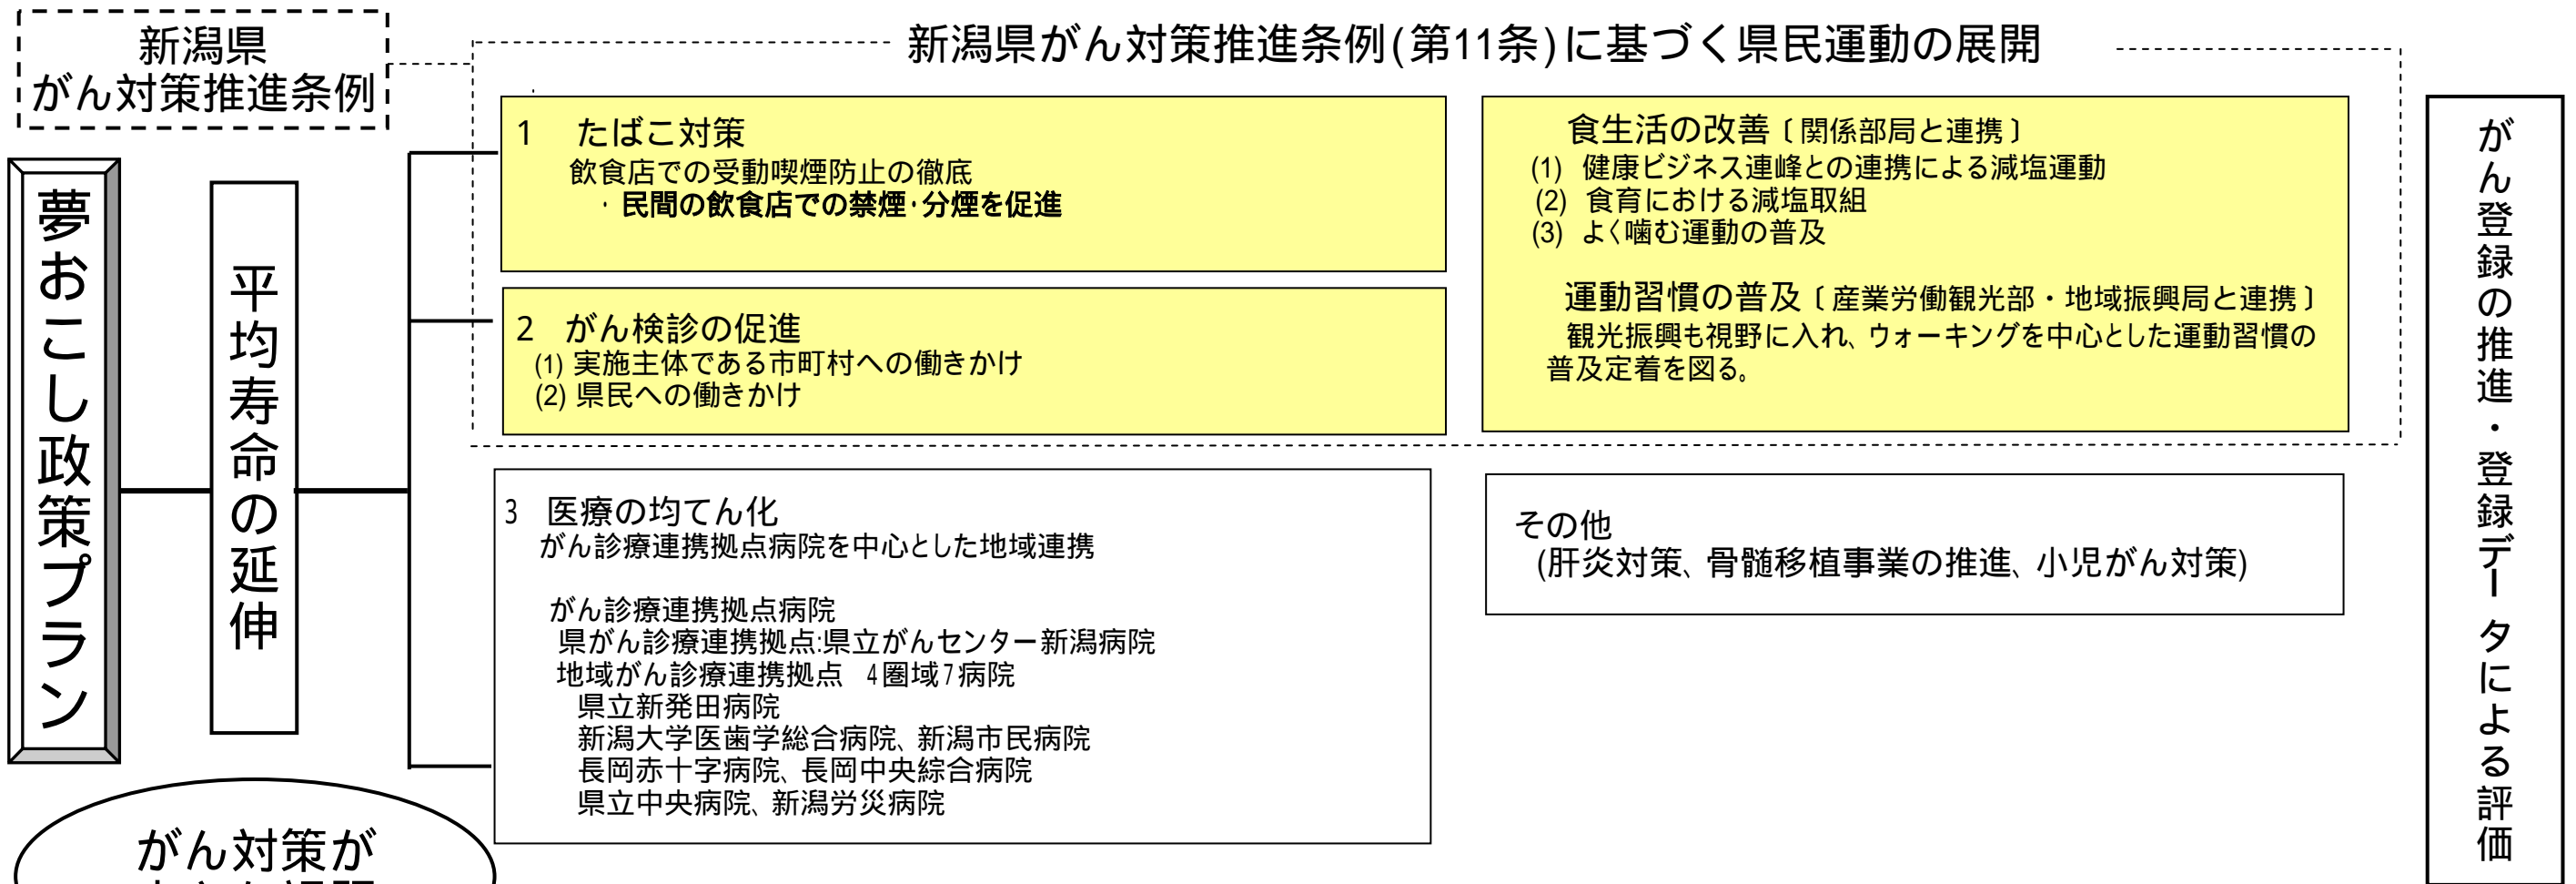 新潟県
がん対策推進条例
新潟県がん対策推進条例(第11条)に基づく県民運動の展開
夢おこし政策プラン
平均寿命の延伸
1 たばこ対策
飲食店での受動喫煙防止の徹底
・民間の飲食店での禁煙・分煙を促進
2 がん検診の促進
(1) 実施主体である市町村への働きかけ
(2) 県民への働きかけ
食生活の改善〔関係部局と連携〕
(1) 健康ビジネス連峰との連携による減塩運動
(2) 食育における減塩取組
(3) よく噛む運動の普及
運動習慣の普及〔産業労働観光部・地域振興局と連携〕
観光振興も視野に入れ、ウォーキングを中心とした運動習慣の
普及定着を図る。
3 医療の均てん化
がん診療連携拠点病院を中心とした地域連携
がん診療連携拠点病院
県がん診療連携拠点:県立がんセンター新潟病院
地域がん診療連携拠点 4圏域7病院
県立新発田病院
新潟大学医歯学総合病院、新潟市民病院
長岡赤十字病院、長岡中央綜合病院
県立中央病院、新潟労災病院
その他
(肝炎対策、骨髄移植事業の推進、小児がん対策)
がん登録の推進・登録データによる評価
がん対策が